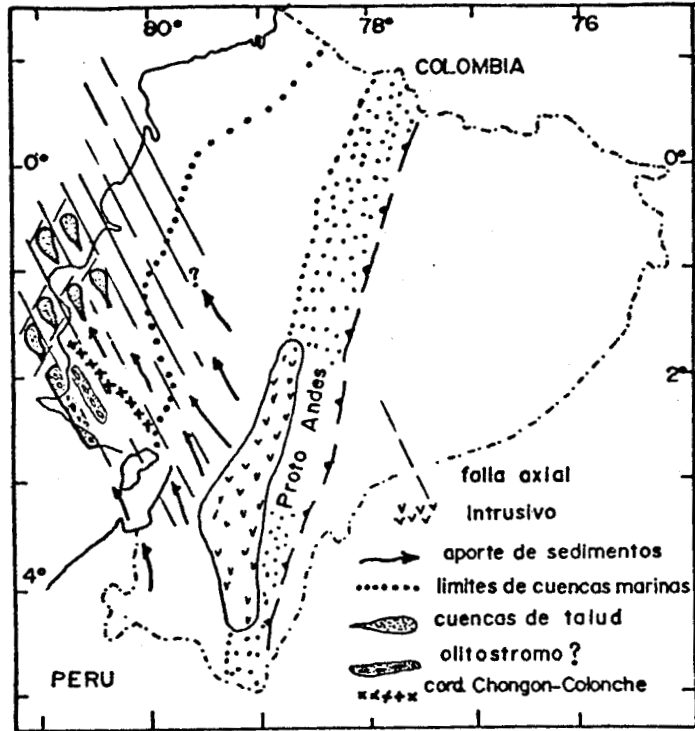 80° 78° 76
COLOMBIA
0° 0°
?
2°
Proto Andes
falla axial
intrusivo
aporte de sedimentos
4° limites de cuencas marinas
cuencas de talud
olitostromo ?
PERU cord. Chongon-Colonche